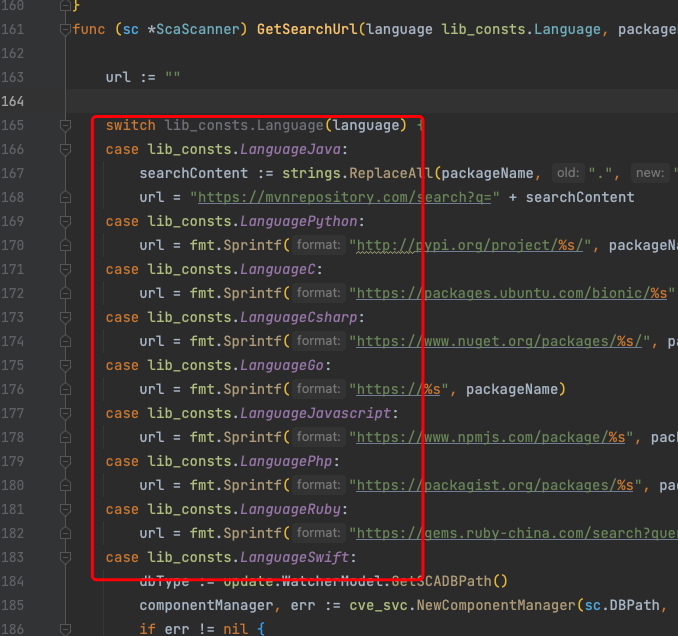 160 }
161 func (sc *ScaScanner) GetSearchUrl(language lib_consts.Language, package
162
163 url := ""
164
165 switch lib_consts.Language(language) {
166 case lib_consts.LanguageJava:
167 searchContent := strings.ReplaceAll(packageName, old: ".", new: "
168 url = "https://mvnrepository.com/search?q=" + searchContent
169 case lib_consts.LanguagePython:
170 url = fmt.Sprintf( format: "http://pypi.org/project/%s/", packageNa
171 case lib_consts.LanguageC:
172 url = fmt.Sprintf( format: "https://packages.ubuntu.com/bionic/%s"
173 case lib_consts.LanguageCsharp:
174 url = fmt.Sprintf( format: "https://www.nuget.org/packages/%s/", pa
175 case lib_consts.LanguageGo:
176 url = fmt.Sprintf( format: "https://%s", packageName)
177 case lib_consts.LanguageJavascript:
178 url = fmt.Sprintf( format: "https://www.npmjs.com/package/%s", pack
179 case lib_consts.LanguagePhp:
180 url = fmt.Sprintf( format: "https://packagist.org/packages/%s", pa
181 case lib_consts.LanguageRuby:
182 url = fmt.Sprintf( format: "https://gems.ruby-china.com/search?quer
183 case lib_consts.LanguageSwift:
184 dbType := update.WatcherModel.GetSCADBPath()
185 componentManager, err := cve_svc.NewComponentManager(sc.DBPath,
186 if err != nil {